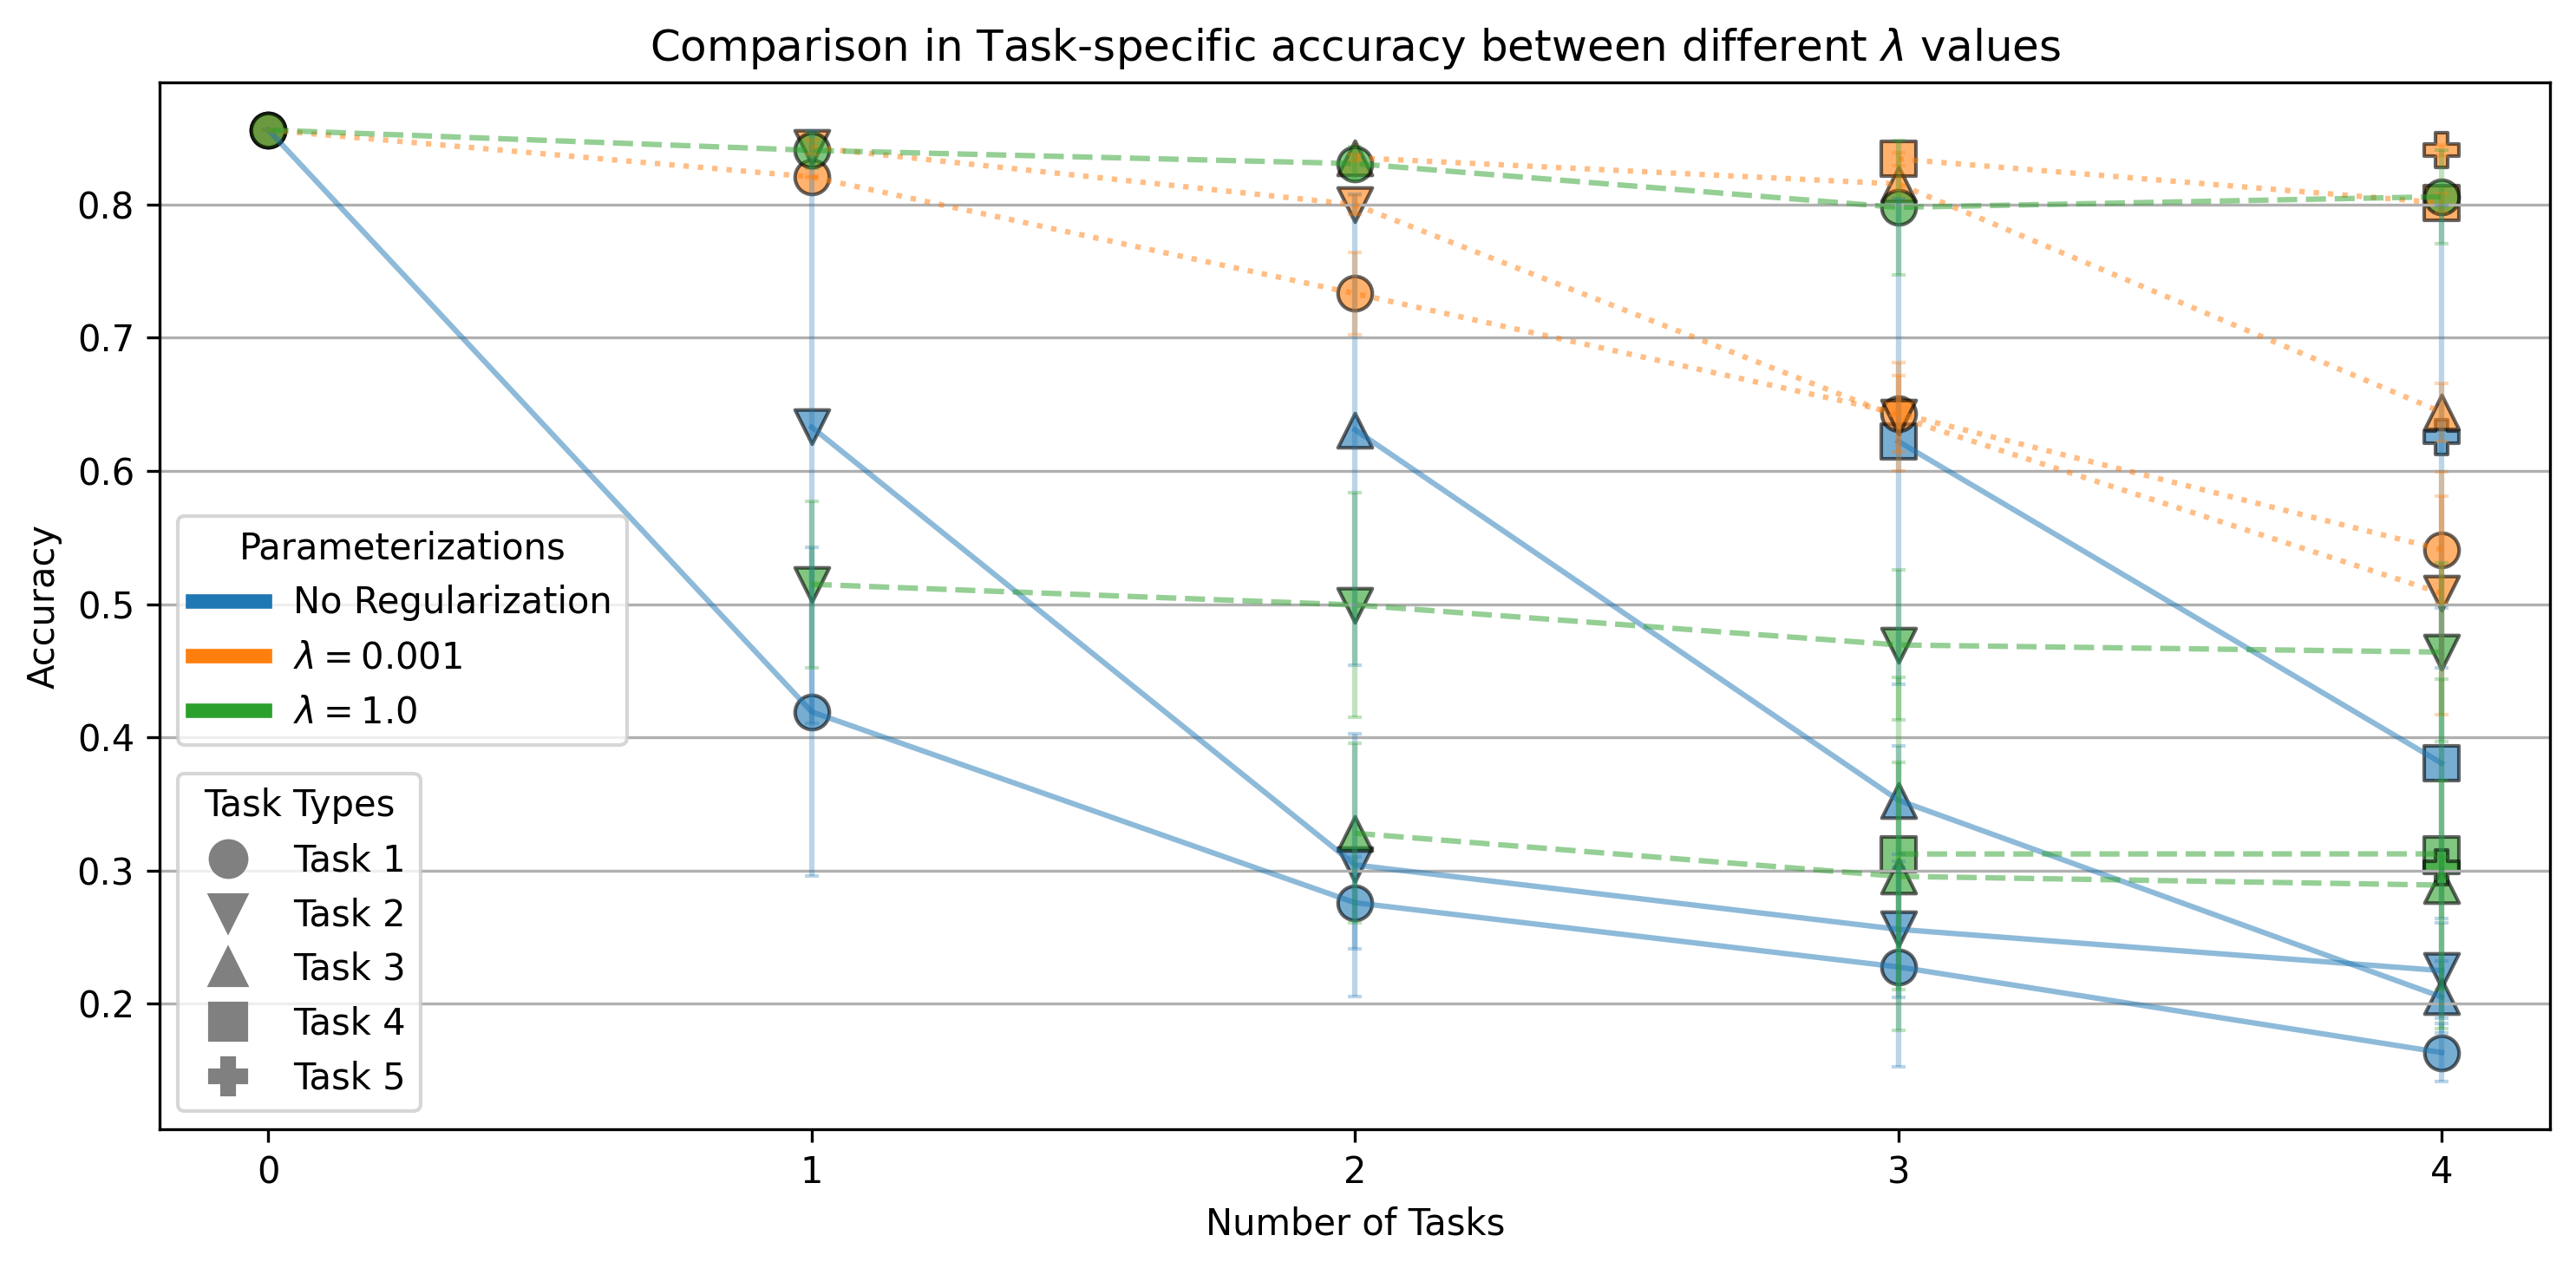 Comparison in Task-specific accuracy between different λ values
Accuracy
0.8
0.7
0.6
0.5
0.4
0.3
0.2
Parameterizations
No Regularization
λ = 0.001
λ = 1.0
Task Types
Task 1
Task 2
Task 3
Task 4
Task 5
0 1 2 3 4
Number of Tasks